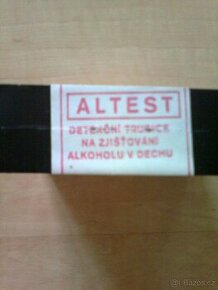 ALTEST
DETEKČNÍ TRUBICE
NA ZJIŠŤOVÁNÍ
ALKOHOLU V DECHU